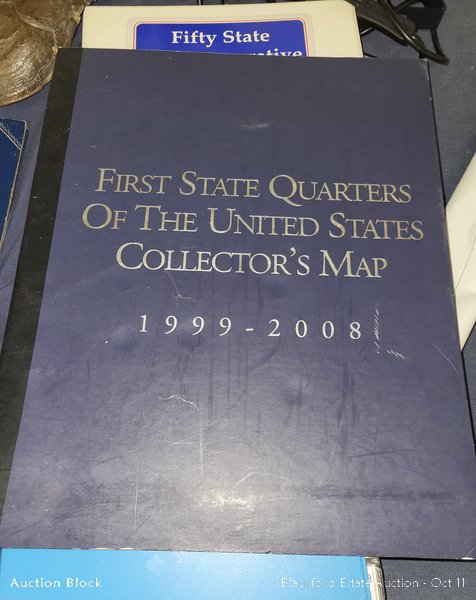 Fifty State
FIRST STATE QUARTERS
OF THE UNITED STATES
COLLECTOR'S MAP
1999-2008
Auction Block
Blackford Estate Auction - Oct 11